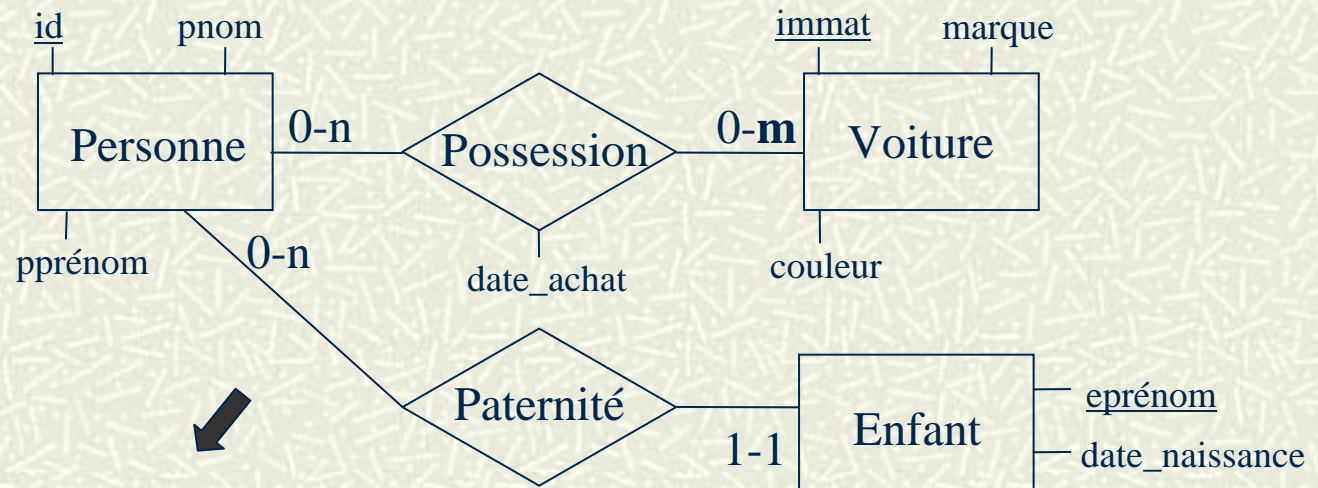 id pnom immat marque
Personne 0-n Possession 0-m Voiture
pprénom 0-n date_achat couleur
Paternité 1-1 Enfant eprénom
date_naissance